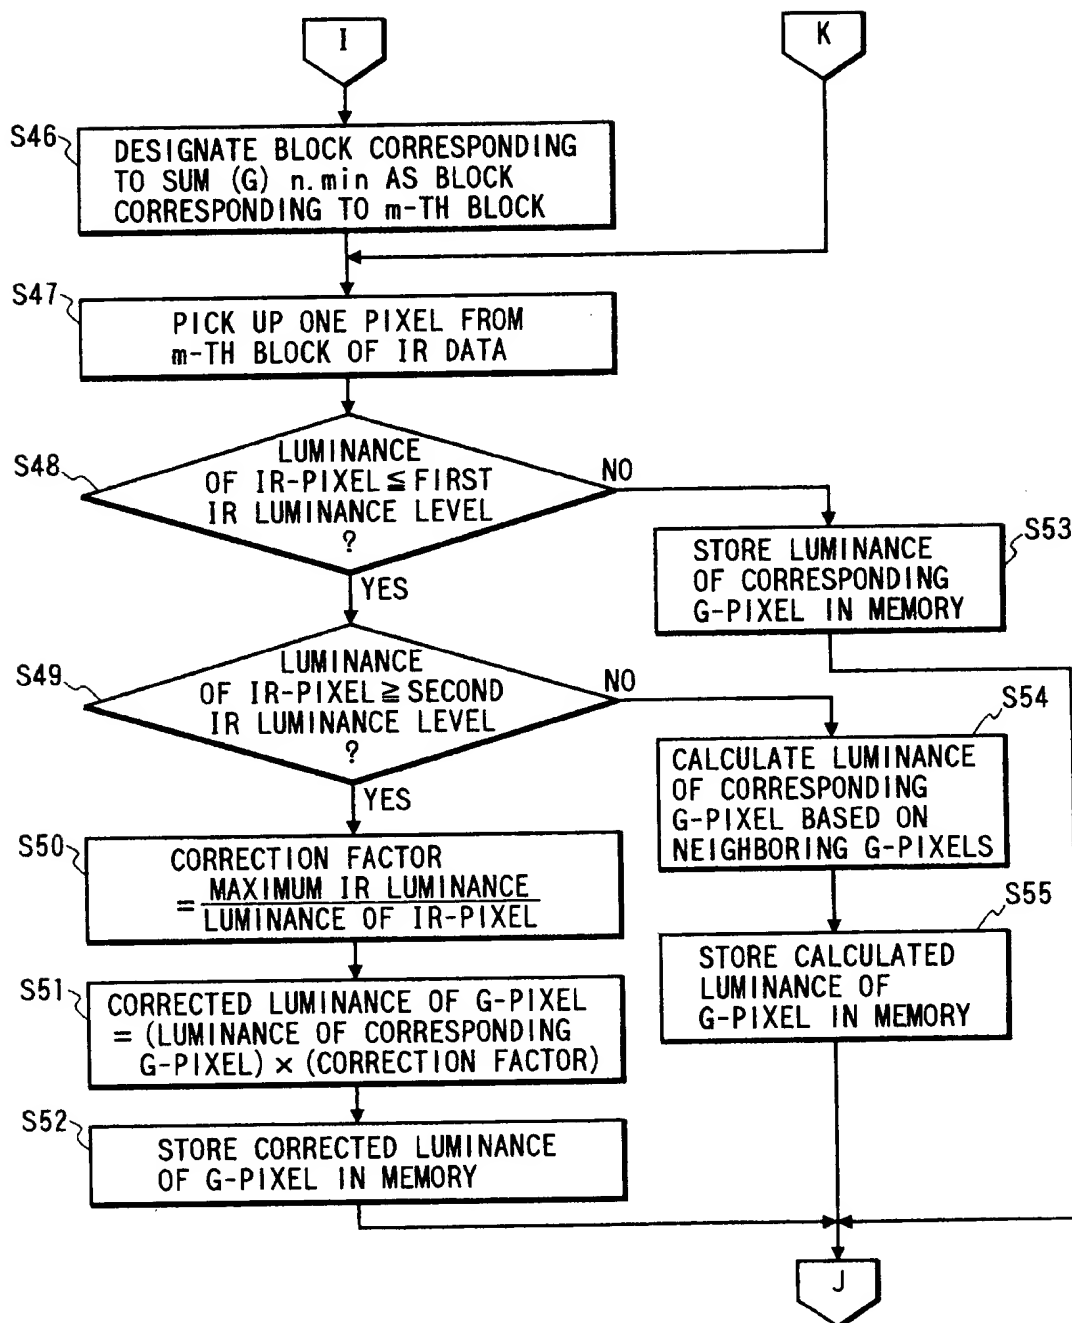 I
K
S46
DESIGNATE BLOCK CORRESPONDING
TO SUM (G) n.min AS BLOCK
CORRESPONDING TO m-TH BLOCK
S47
PICK UP ONE PIXEL FROM
m-TH BLOCK OF IR DATA
S48
LUMINANCE
OF IR-PIXEL ≦ FIRST
IR LUMINANCE LEVEL
?
NO
YES
S53
STORE LUMINANCE
OF CORRESPONDING
G-PIXEL IN MEMORY
S49
LUMINANCE
OF IR-PIXEL ≧ SECOND
IR LUMINANCE LEVEL
?
NO
YES
S54
CALCULATE LUMINANCE
OF CORRESPONDING
G-PIXEL BASED ON
NEIGHBORING G-PIXELS
S50
CORRECTION FACTOR
= MAXIMUM IR LUMINANCE
LUMINANCE OF IR-PIXEL
S55
STORE CALCULATED
LUMINANCE OF
G-PIXEL IN MEMORY
S51
CORRECTED LUMINANCE OF G-PIXEL
= (LUMINANCE OF CORRESPONDING
G-PIXEL) × (CORRECTION FACTOR)
S52
STORE CORRECTED LUMINANCE
OF G-PIXEL IN MEMORY
J